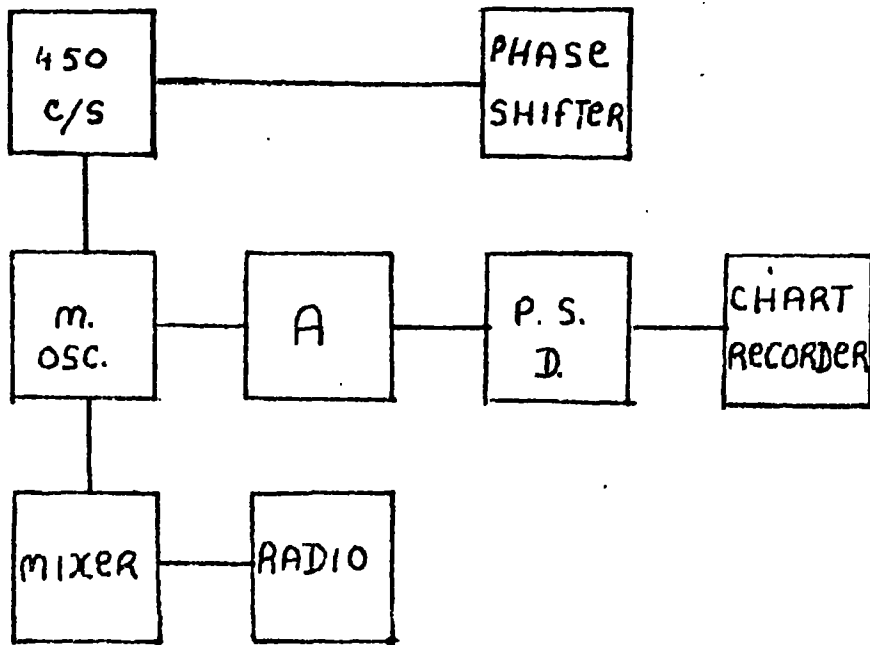 450
C/S
PHASE
SHIFTER
M.
OSC.
A
P. S.
D.
CHART
RECORDER
MIXER
RADIO